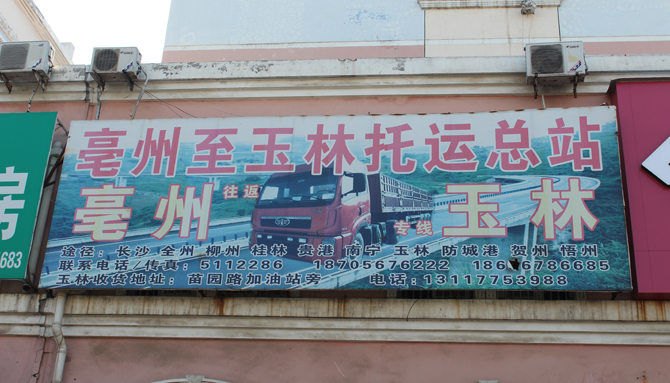 亳州至玉林托运总站
亳州 往返 专线 玉林
途径:长沙 全州 柳州 桂林 贵港 南宁 玉林 防城港 贺州 悟州
联系电话/传真:5112286 18705676222
玉林收货地址:苗园路加油站旁 电话:13117753988
房
683